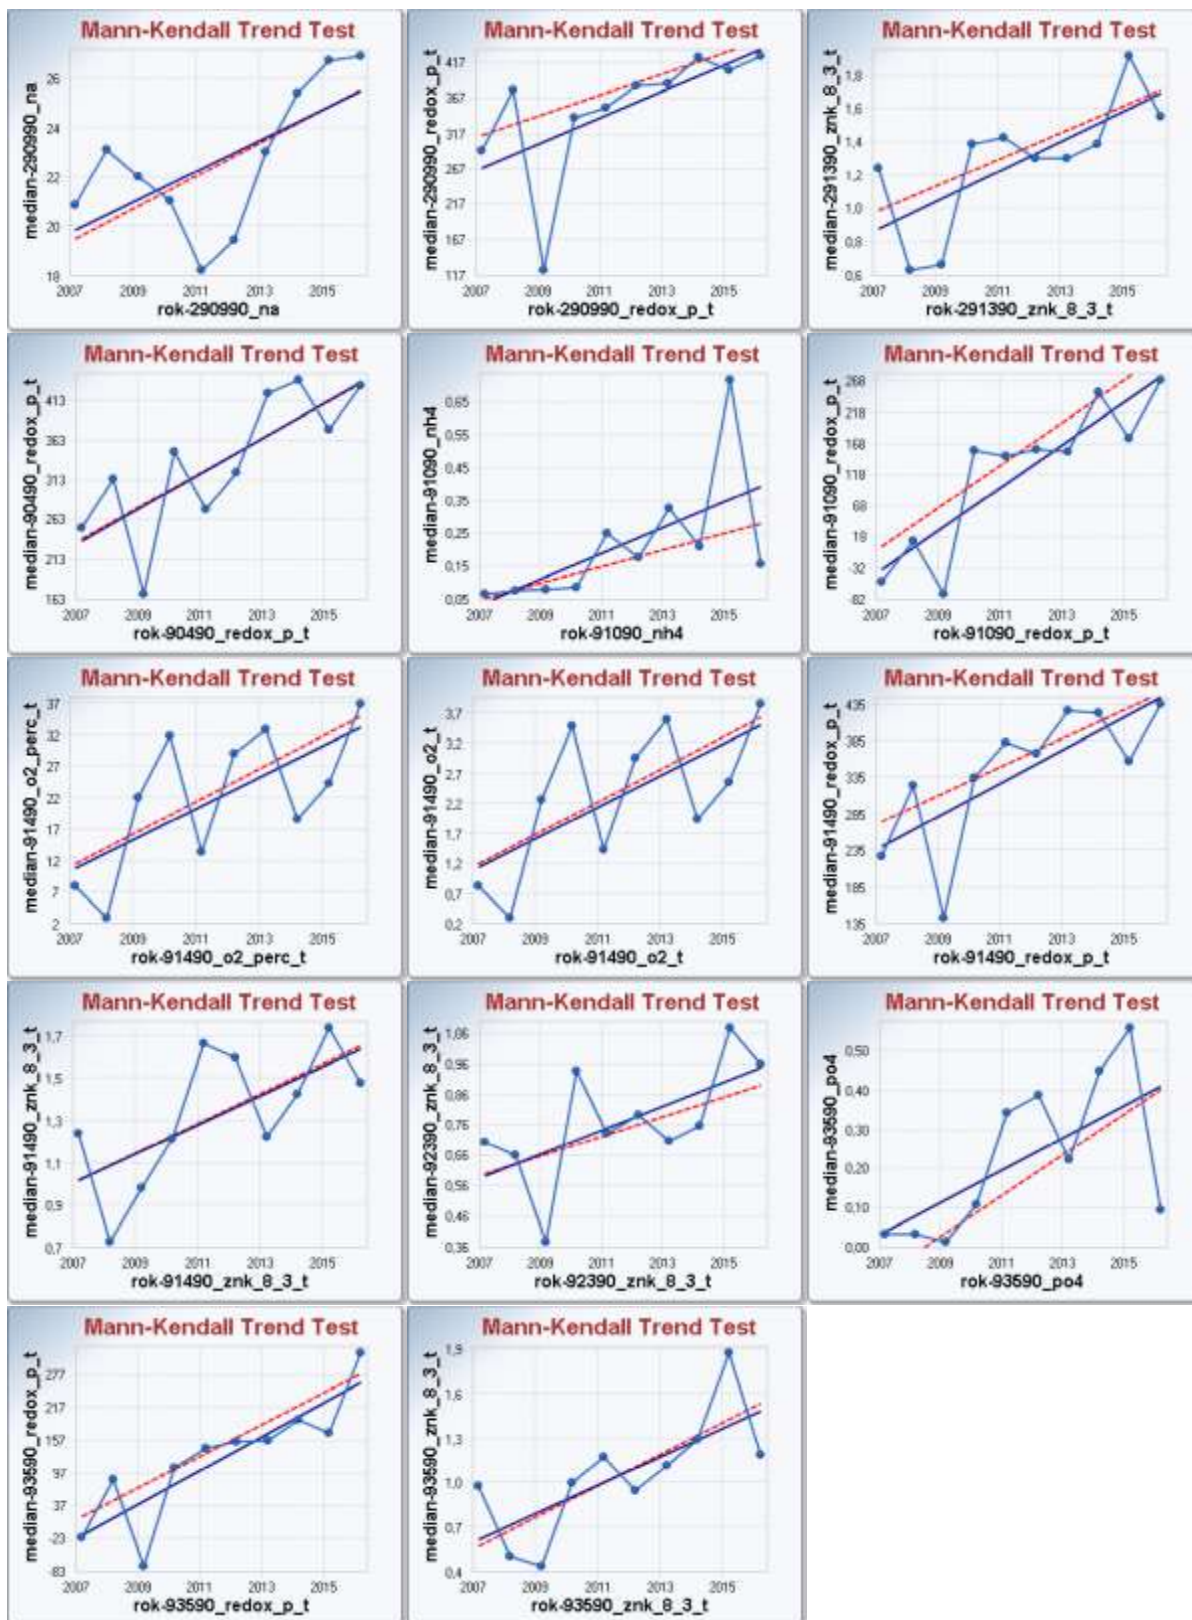 Mann-Kendall Trend Test
median-290990_na
26
24
22
20
18
2007 2009 2011 2013 2015
rok-290990_na
Mann-Kendall Trend Test
median-290990_redox_p_t
417
367
317
267
217
167
117
2007 2009 2011 2013 2015
rok-290990_redox_p_t
Mann-Kendall Trend Test
median-291390_znk_8_3_t
1,8
1,6
1,4
1,2
1,0
0,8
0,6
2007 2009 2011 2013 2015
rok-291390_znk_8_3_t
Mann-Kendall Trend Test
median-90490_redox_p_t
413
363
313
263
213
163
2007 2009 2011 2013 2015
rok-90490_redox_p_t
Mann-Kendall Trend Test
median-91090_nh4
0,65
0,55
0,45
0,35
0,25
0,15
0,05
2007 2009 2011 2013 2015
rok-91090_nh4
Mann-Kendall Trend Test
median-91090_redox_p_t
268
218
168
118
68
19
-32
-82
2007 2009 2011 2013 2015
rok-91090_redox_p_t
Mann-Kendall Trend Test
median-91490_o2_perc_t
37
32
27
22
17
12
7
2
2007 2009 2011 2013 2015
rok-91490_o2_perc_t
Mann-Kendall Trend Test
median-91490_o2_t
3,7
3,2
2,7
2,2
1,7
1,2
0,7
0,2
2007 2009 2011 2013 2015
rok-91490_o2_t
Mann-Kendall Trend Test
median-91490_redox_p_t
435
385
335
285
235
185
135
2007 2009 2011 2013 2015
rok-91490_redox_p_t
Mann-Kendall Trend Test
median-91490_znk_8_3_t
1,7
1,5
1,3
1,1
0,9
0,7
2007 2009 2011 2013 2015
rok-91490_znk_8_3_t
Mann-Kendall Trend Test
median-92390_znk_8_3_t
1,06
0,96
0,86
0,76
0,66
0,56
0,46
0,35
2007 2009 2011 2013 2015
rok-92390_znk_8_3_t
Mann-Kendall Trend Test
median-93590_po4
0,50
0,40
0,30
0,20
0,10
0,00
2007 2009 2011 2013 2015
rok-93590_po4
Mann-Kendall Trend Test
median-93590_redox_p_t
277
217
157
97
37
-23
-83
2007 2009 2011 2013 2015
rok-93590_redox_p_t
Mann-Kendall Trend Test
median-93590_znk_8_3_t
1,9
1,6
1,3
1,0
0,7
0,4
2007 2009 2011 2013 2015
rok-93590_znk_8_3_t